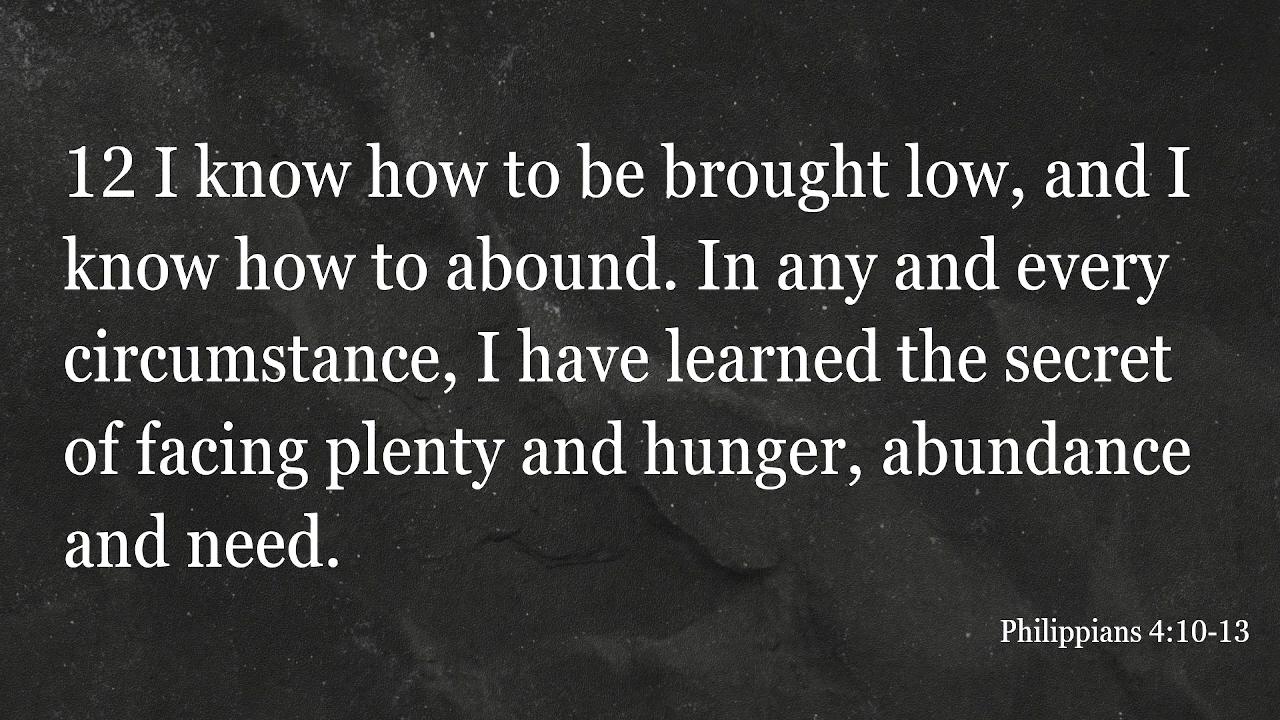 12 I know how to be brought low, and I
know how to abound. In any and every
circumstance, I have learned the secret
of facing plenty and hunger, abundance
and need.
Philippians 4:10-13